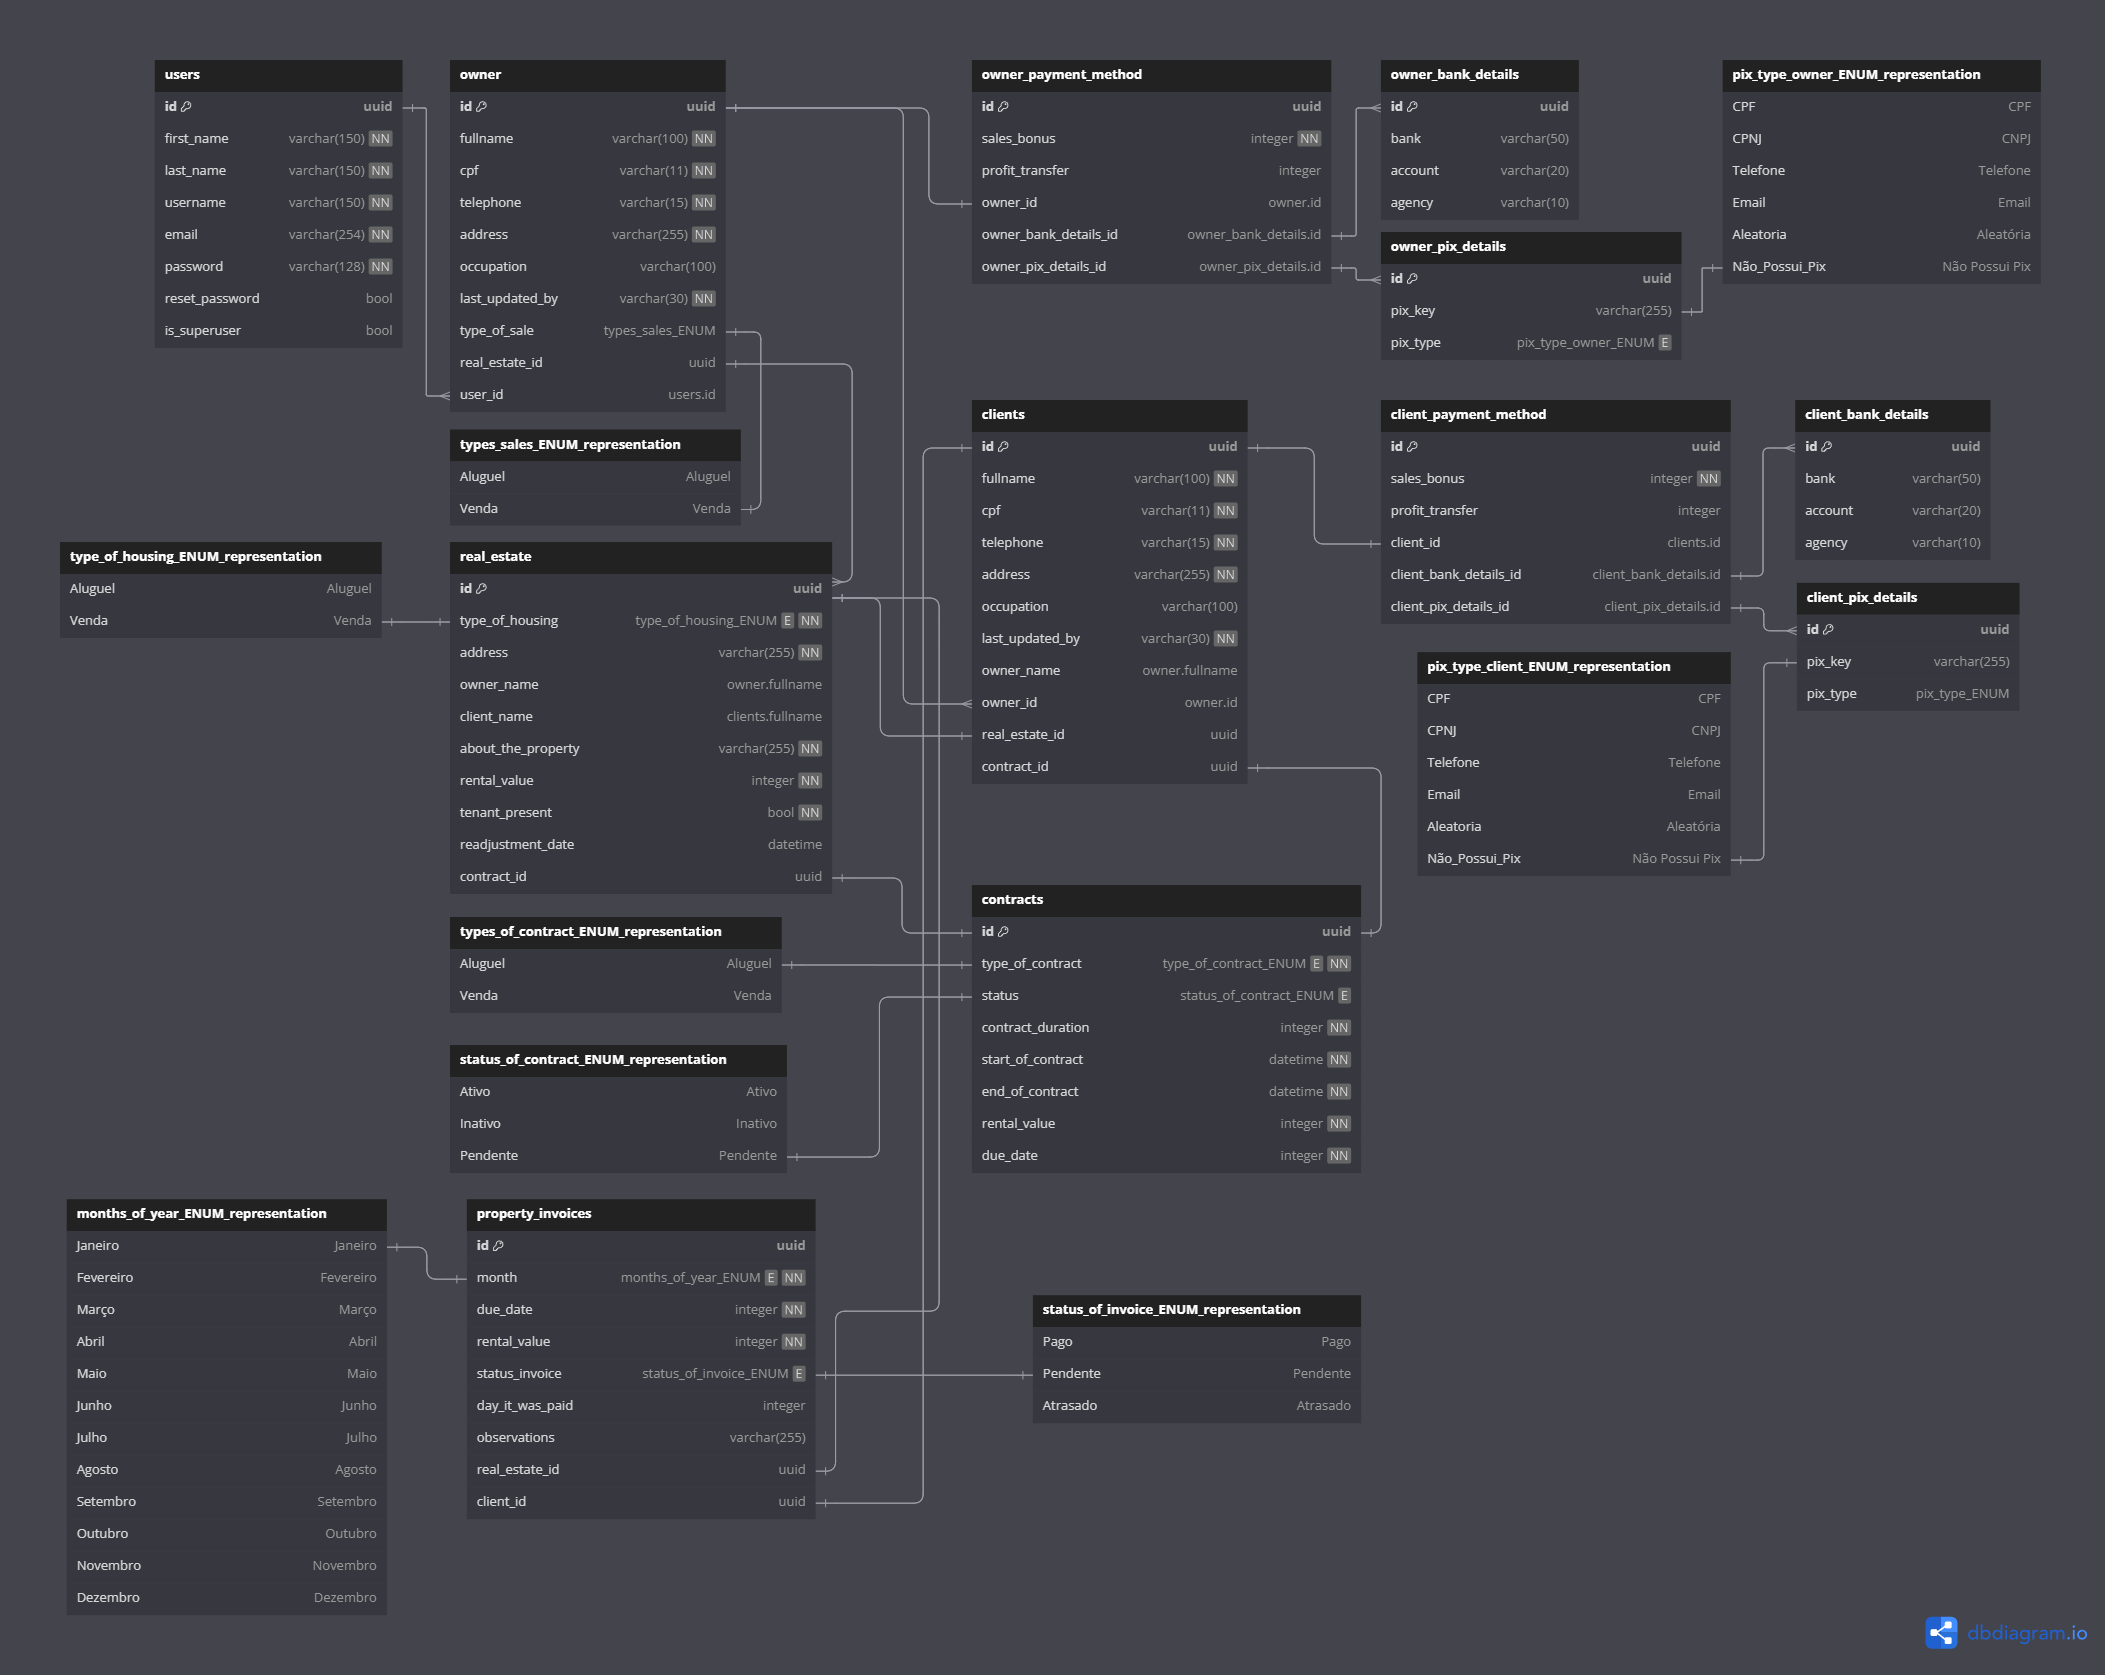 users
id uuid
first_name varchar(150) NN
last_name varchar(150) NN
username varchar(150) NN
email varchar(254) NN
password varchar(128) NN
reset_password bool
is_superuser bool
owner
id uuid
fullname varchar(100) NN
cpf varchar(11) NN
telephone varchar(15) NN
address varchar(255) NN
occupation varchar(100)
last_updated_by varchar(30) NN
type_of_sale types_sales_ENUM
real_estate_id uuid
user_id users.id
owner_payment_method
id uuid
sales_bonus integer NN
profit_transfer integer
owner_id owner.id
owner_bank_details_id owner_bank_details.id
owner_pix_details_id owner_pix_details.id
owner_bank_details
id uuid
bank varchar(50)
account varchar(20)
agency varchar(10)
owner_pix_details
id uuid
pix_key varchar(255)
pix_type pix_type_owner_ENUM E
pix_type_owner_ENUM_representation
CPF CPF
CPNJ CNPJ
Telefone Telefone
Email Email
Aleatoria Aleatória
Não_Possui_Pix Não Possui Pix
types_sales_ENUM_representation
Aluguel Aluguel
Venda Venda
type_of_housing_ENUM_representation
Aluguel Aluguel
Venda Venda
real_estate
id uuid
type_of_housing type_of_housing_ENUM E NN
address varchar(255) NN
owner_name owner.fullname
client_name clients.fullname
about_the_property varchar(255) NN
rental_value integer NN
tenant_present bool NN
readjustment_date datetime
contract_id uuid
clients
id uuid
fullname varchar(100) NN
cpf varchar(11) NN
telephone varchar(15) NN
address varchar(255) NN
occupation varchar(100)
last_updated_by varchar(30) NN
owner_name owner.fullname
owner_id owner.id
real_estate_id uuid
contract_id uuid
client_payment_method
id uuid
sales_bonus integer NN
profit_transfer integer
client_id clients.id
client_bank_details_id client_bank_details.id
client_pix_details_id client_pix_details.id
client_bank_details
id uuid
bank varchar(50)
account varchar(20)
agency varchar(10)
client_pix_details
id uuid
pix_key varchar(255)
pix_type pix_type_ENUM
pix_type_client_ENUM_representation
CPF CPF
CPNJ CNPJ
Telefone Telefone
Email Email
Aleatoria Aleatória
Não_Possui_Pix Não Possui Pix
types_of_contract_ENUM_representation
Aluguel Aluguel
Venda Venda
contracts
id uuid
type_of_contract type_of_contract_ENUM E NN
status status_of_contract_ENUM E
contract_duration integer NN
start_of_contract datetime NN
end_of_contract datetime NN
rental_value integer NN
due_date integer NN
status_of_contract_ENUM_representation
Ativo Ativo
Inativo Inativo
Pendente Pendente
months_of_year_ENUM_representation
Janeiro Janeiro
Fevereiro Fevereiro
Março Março
Abril Abril
Maio Maio
Junho Junho
Julho Julho
Agosto Agosto
Setembro Setembro
Outubro Outubro
Novembro Novembro
Dezembro Dezembro
property_invoices
id uuid
month months_of_year_ENUM E NN
due_date integer NN
rental_value integer NN
status_invoice status_of_invoice_ENUM E
day_it_was_paid integer
observations varchar(255)
real_estate_id uuid
client_id uuid
status_of_invoice_ENUM_representation
Pago Pago
Pendente Pendente
Atrasado Atrasado
dbdiagram.io